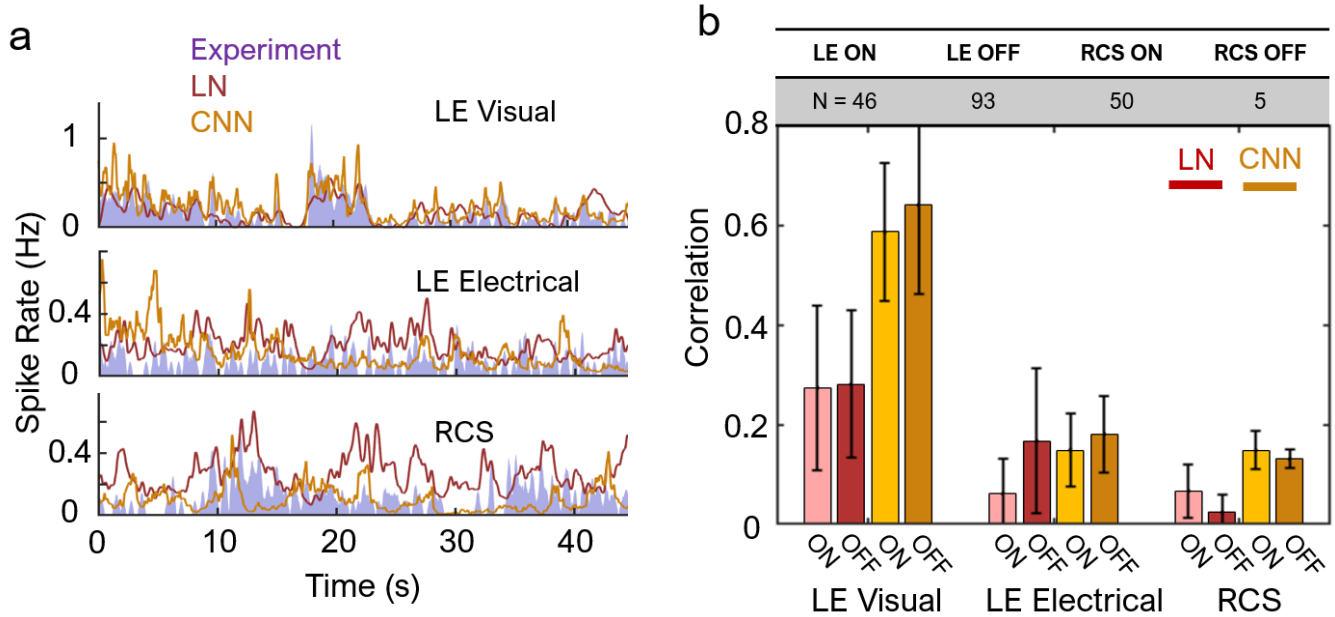 a
Experiment
LN
CNN
LE Visual
1
0
LE Electrical
0.4
0
RCS
0.4
0
Spike Rate (Hz)
0 10 20 30 40
Time (s)
b
LE ON LE OFF RCS ON RCS OFF
N = 46 93 50 5
0.8
LN CNN
0.6
0.4
0.2
0
Correlation
ON OFF ON OFF ON OFF ON OFF ON OFF ON OFF
LE Visual LE Electrical RCS